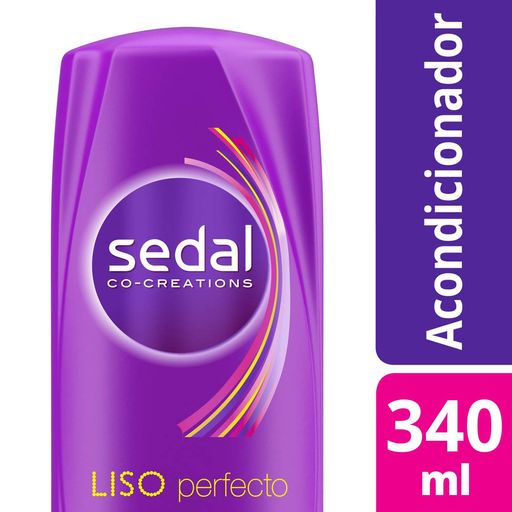 sedal
CO-CREATIONS
LISO perfecto
Acondicionador
340
ml